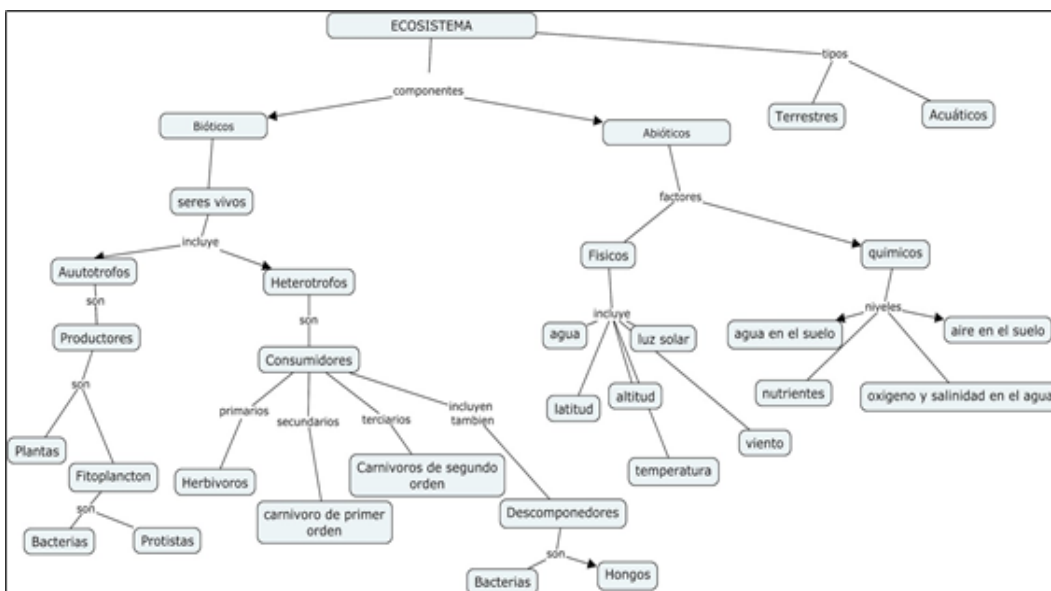 ECOSISTEMA
tipos
componentes
Terrestres
Acuáticos
Bióticos
Abióticos
seres vivos
factores
incluye
Auutotrofos
Heterotrofos
Fisicos
quimicos
son
son
incluye
niveles
Productores
agua
luz solar
agua en el suelo
aire en el suelo
Consumidores
son
latitud
altitud
nutrientes
oxigeno y salinidad en el agua
primarios
secundarios
terciarios
incluyen
tambien
Plantas
viento
Fitoplancton
Herbivoros
Carnivoros de segundo
orden
temperatura
son
carnivoro de primer
orden
Descomponedores
Bacterias
Protistas
son
Bacterias
Hongos